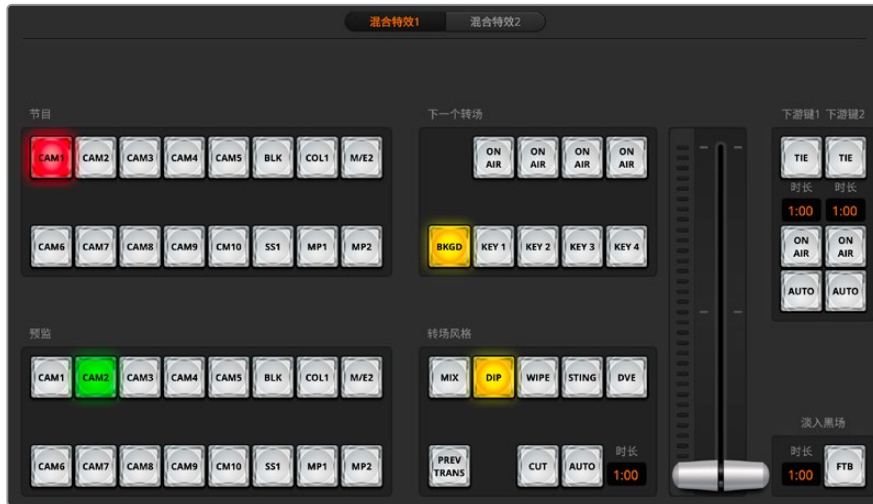 混合特效1 混合特效2
节目
CAM1 CAM2 CAM3 CAM4 CAM5 BLK COL1 M/E2
CAM6 CAM7 CAM8 CAM9 CM10 SS1 MP1 MP2
预监
CAM1 CAM2 CAM3 CAM4 CAM5 BLK COL1 M/E2
CAM6 CAM7 CAM8 CAM9 CM10 SS1 MP1 MP2
下一个转场
ON AIR ON AIR ON AIR ON AIR
BKGD KEY 1 KEY 2 KEY 3 KEY 4
转场风格
MIX DIP WIPE STING DVE
时长
PREV TRANS CUT AUTO 1:00
下游键1 下游键2
TIE TIE
时长 时长
1:00 1:00
ON AIR ON AIR
AUTO AUTO
淡入黑场
时长
1:00 FTB